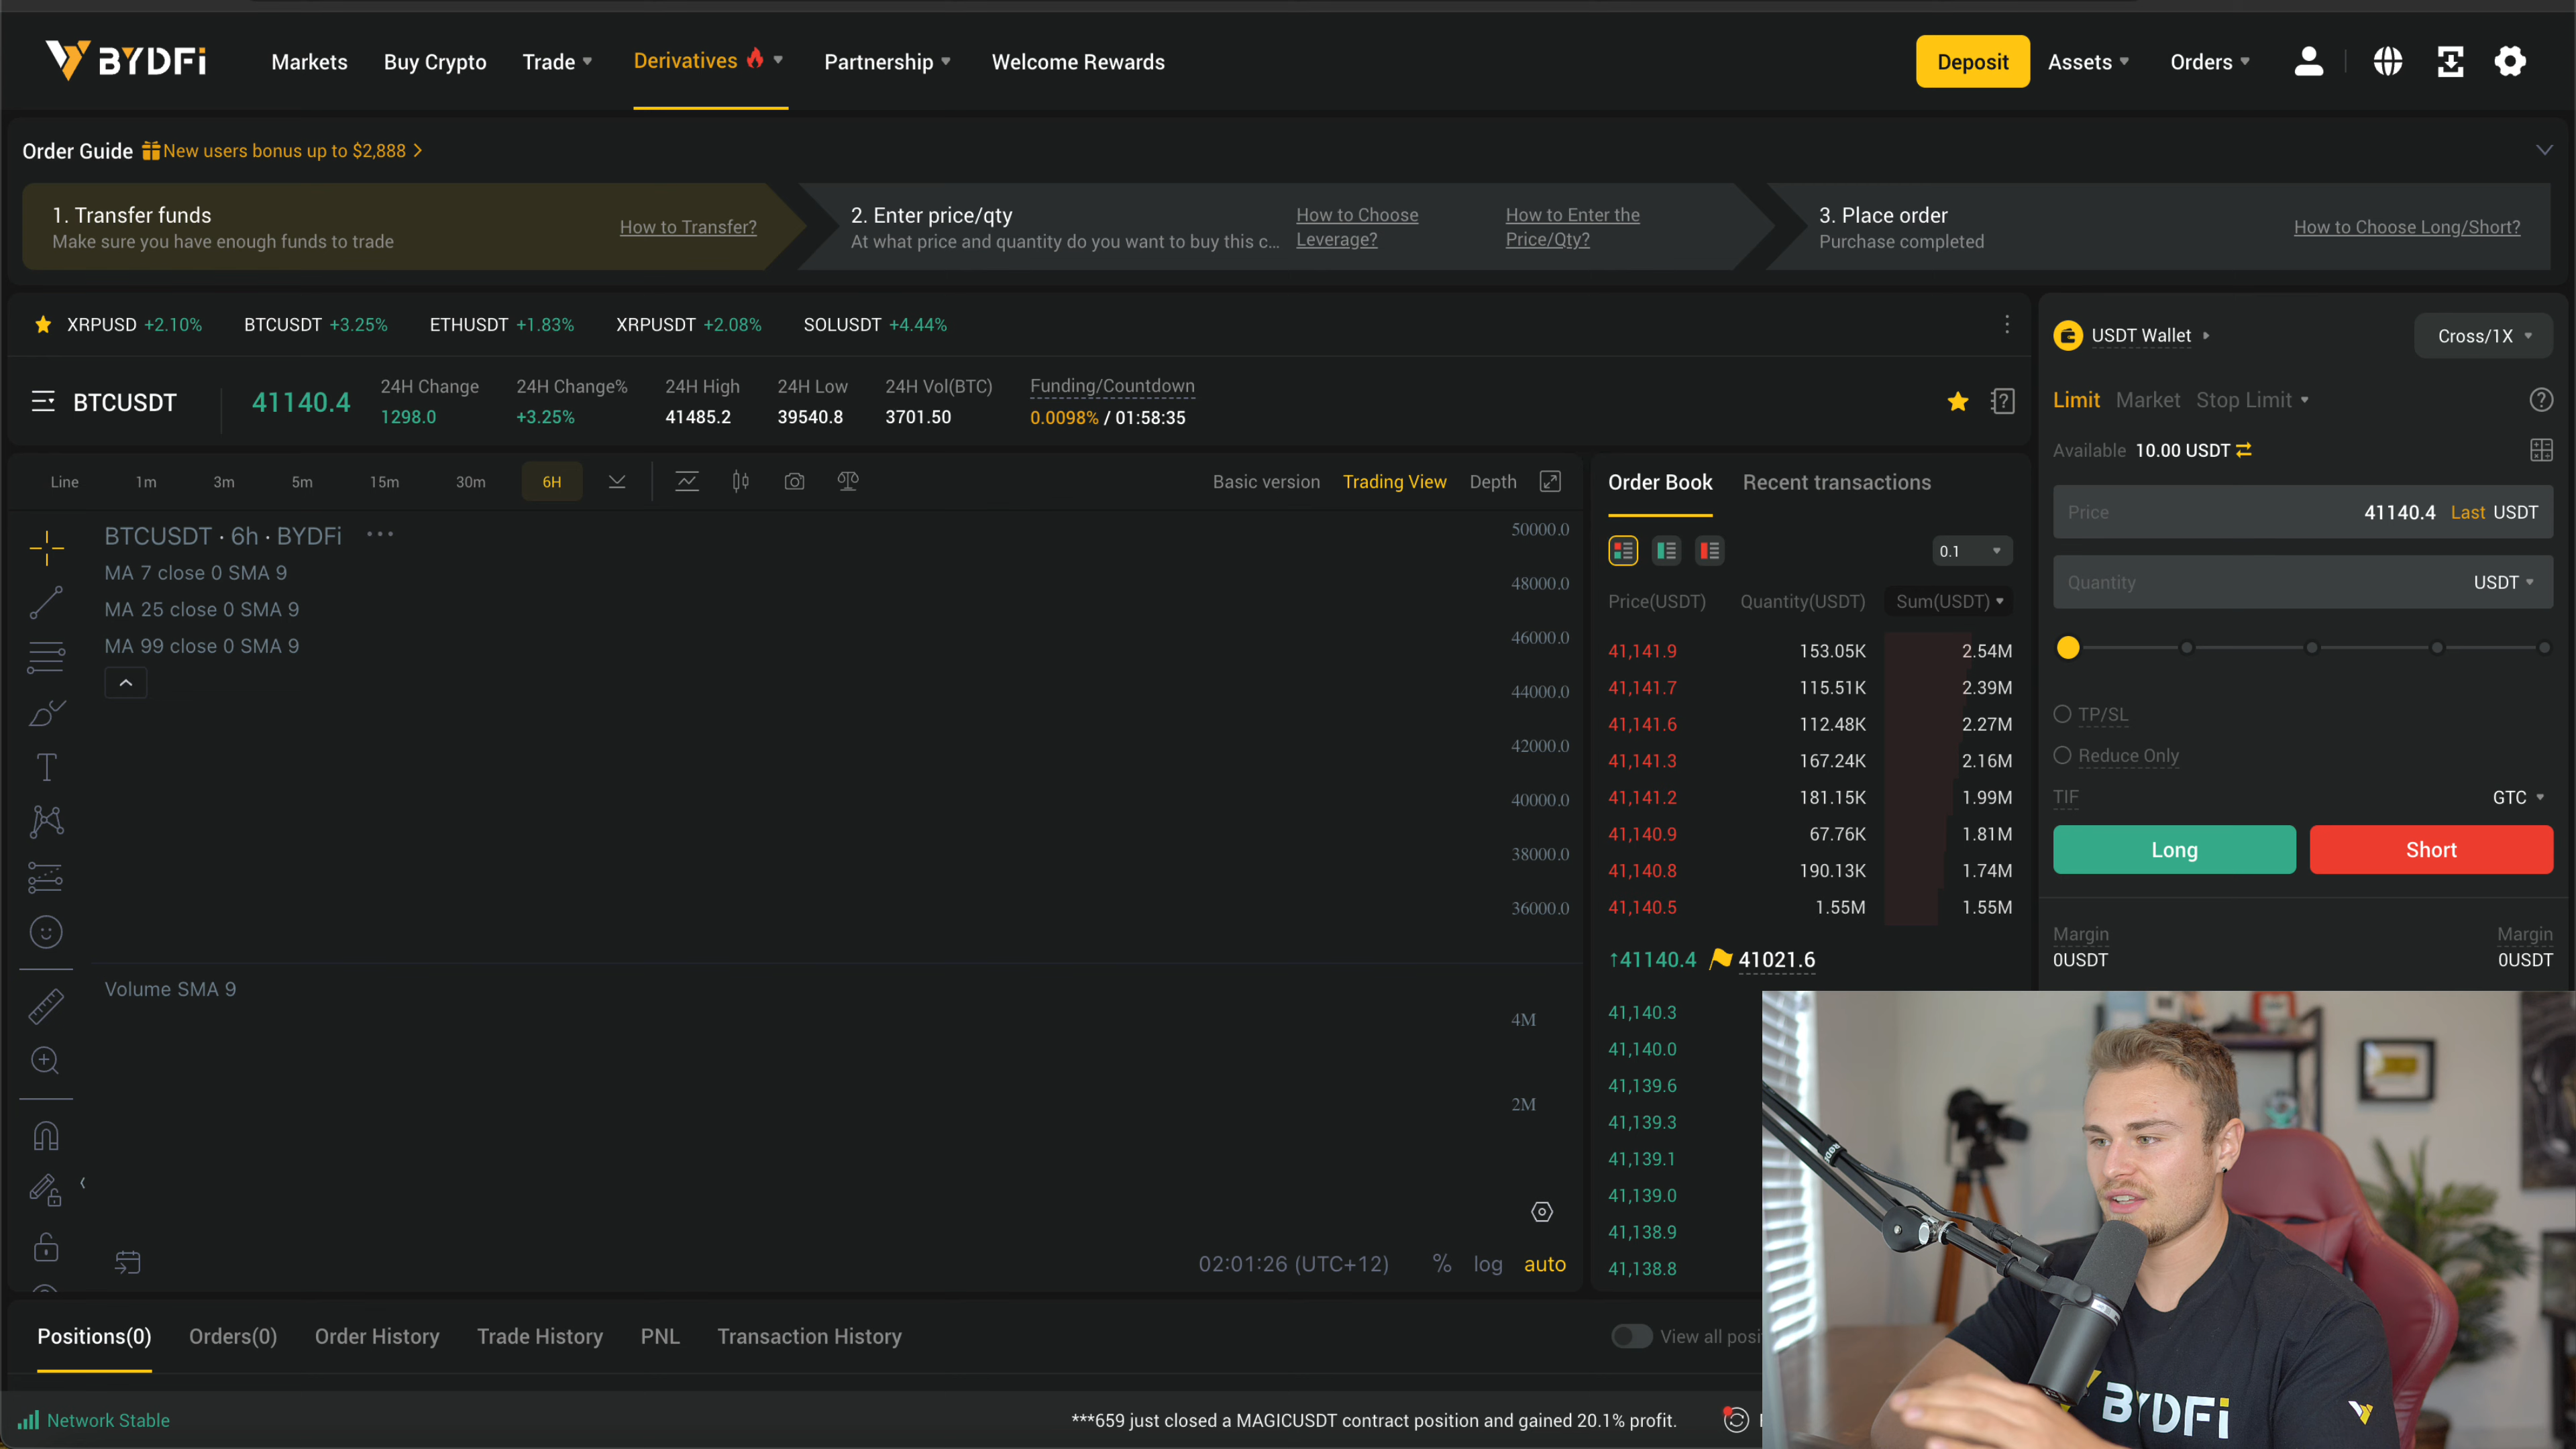 BYDFi
Markets
Buy Crypto
Trade
Derivatives
Partnership
Welcome Rewards
Deposit
Assets
Orders
Order Guide
New users bonus up to $2,888
1. Transfer funds
Make sure you have enough funds to trade
How to Transfer?
2. Enter price/qty
At what price and quantity do you want to buy this c...
How to Choose
Leverage?
How to Enter the
Price/Qty?
3. Place order
Purchase completed
How to Choose Long/Short?
XRPUSD +2.10%
BTCUSDT +3.25%
ETHUSDT +1.83%
XRPUSDT +2.08%
SOLUSDT +4.44%
BTCUSDT
41140.4
24H Change
1298.0
24H Change%
+3.25%
24H High
41485.2
24H Low
39540.8
24H Vol(BTC)
3701.50
Funding/Countdown
0.0098% / 01:58:35
Line
1m
3m
5m
15m
30m
6H
Basic version
Trading View
Depth
BTCUSDT · 6h · BYDFi
MA 7 close 0 SMA 9
MA 25 close 0 SMA 9
MA 99 close 0 SMA 9
50000.0
48000.0
46000.0
44000.0
42000.0
40000.0
38000.0
36000.0
Volume SMA 9
4M
2M
02:01:26 (UTC+12)
%
log
auto
Order Book
Recent transactions
0.1
Price(USDT) Quantity(USDT) Sum(USDT)
41,141.9 153.05K 2.54M
41,141.7 115.51K 2.39M
41,141.6 112.48K 2.27M
41,141.3 167.24K 2.16M
41,141.2 181.15K 1.99M
41,140.9 67.76K 1.81M
41,140.8 190.13K 1.74M
41,140.5 1.55M 1.55M
↑41140.4 41021.6
41,140.3
41,140.0
41,139.6
41,139.3
41,139.1
41,139.0
41,138.9
41,138.8
USDT Wallet
Cross/1X
Limit
Market
Stop Limit
Available 10.00 USDT
Price 41140.4 Last USDT
Quantity USDT
TP/SL
Reduce Only
TIF GTC
Long
Short
Margin
0USDT
Margin
0USDT
Positions(0)
Orders(0)
Order History
Trade History
PNL
Transaction History
View all posi
Network Stable
***659 just closed a MAGICUSDT contract position and gained 20.1% profit.
BYDFi